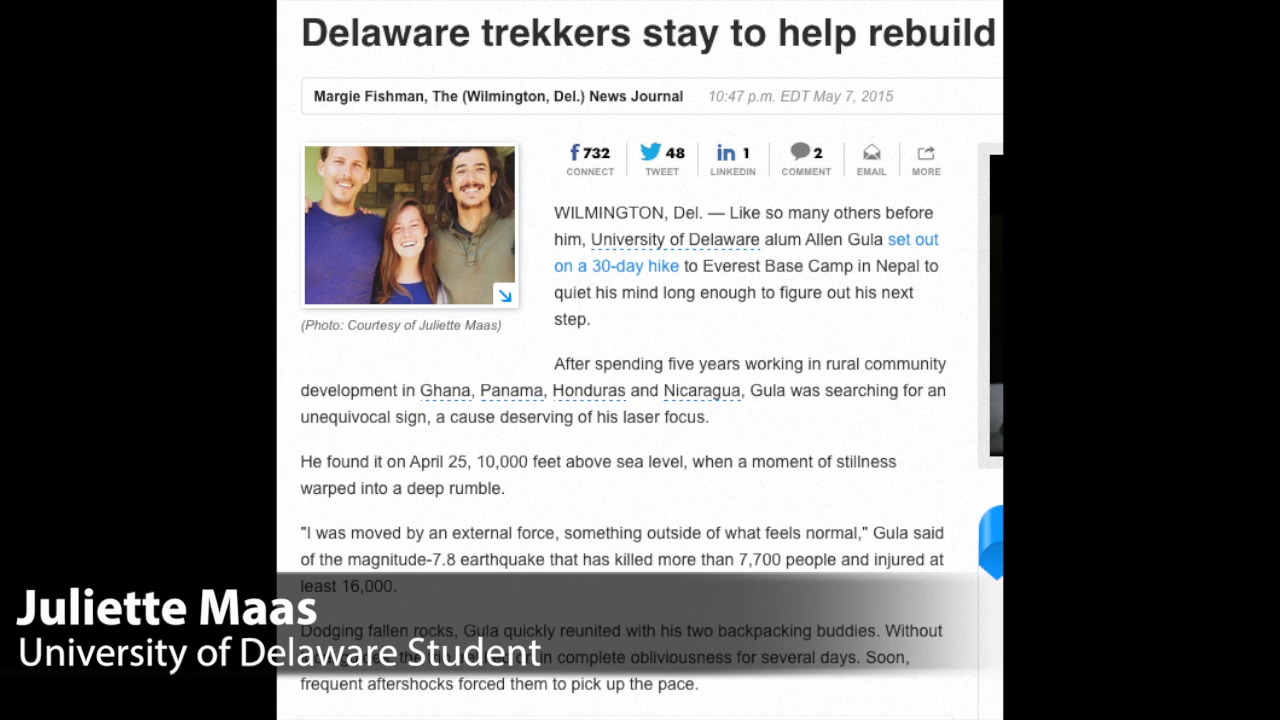 Delaware trekkers stay to help rebuild
Margie Fishman, The (Wilmington, Del.) News Journal 10:47 p.m. EDT May 7, 2015
732 48 1 2
CONNECT TWEET LINKEDIN COMMENT EMAIL MORE
(Photo: Courtesy of Juliette Maas)
WILMINGTON, Del. — Like so many others before
him, University of Delaware alum Allen Gula set out
on a 30-day hike to Everest Base Camp in Nepal to
quiet his mind long enough to figure out his next
step.
After spending five years working in rural community
development in Ghana, Panama, Honduras and Nicaragua, Gula was searching for an
unequivocal sign, a cause deserving of his laser focus.
He found it on April 25, 10,000 feet above sea level, when a moment of stillness
warped into a deep rumble.
"I was moved by an external force, something outside of what feels normal," Gula said
of the magnitude-7.8 earthquake that has killed more than 7,700 people and injured at
least 16,000.
Dodging fallen rocks, Gula quickly reunited with his two backpacking buddies. Without
in complete obliviousness for several days. Soon,
frequent aftershocks forced them to pick up the pace.
Juliette Maas
University of Delaware Student